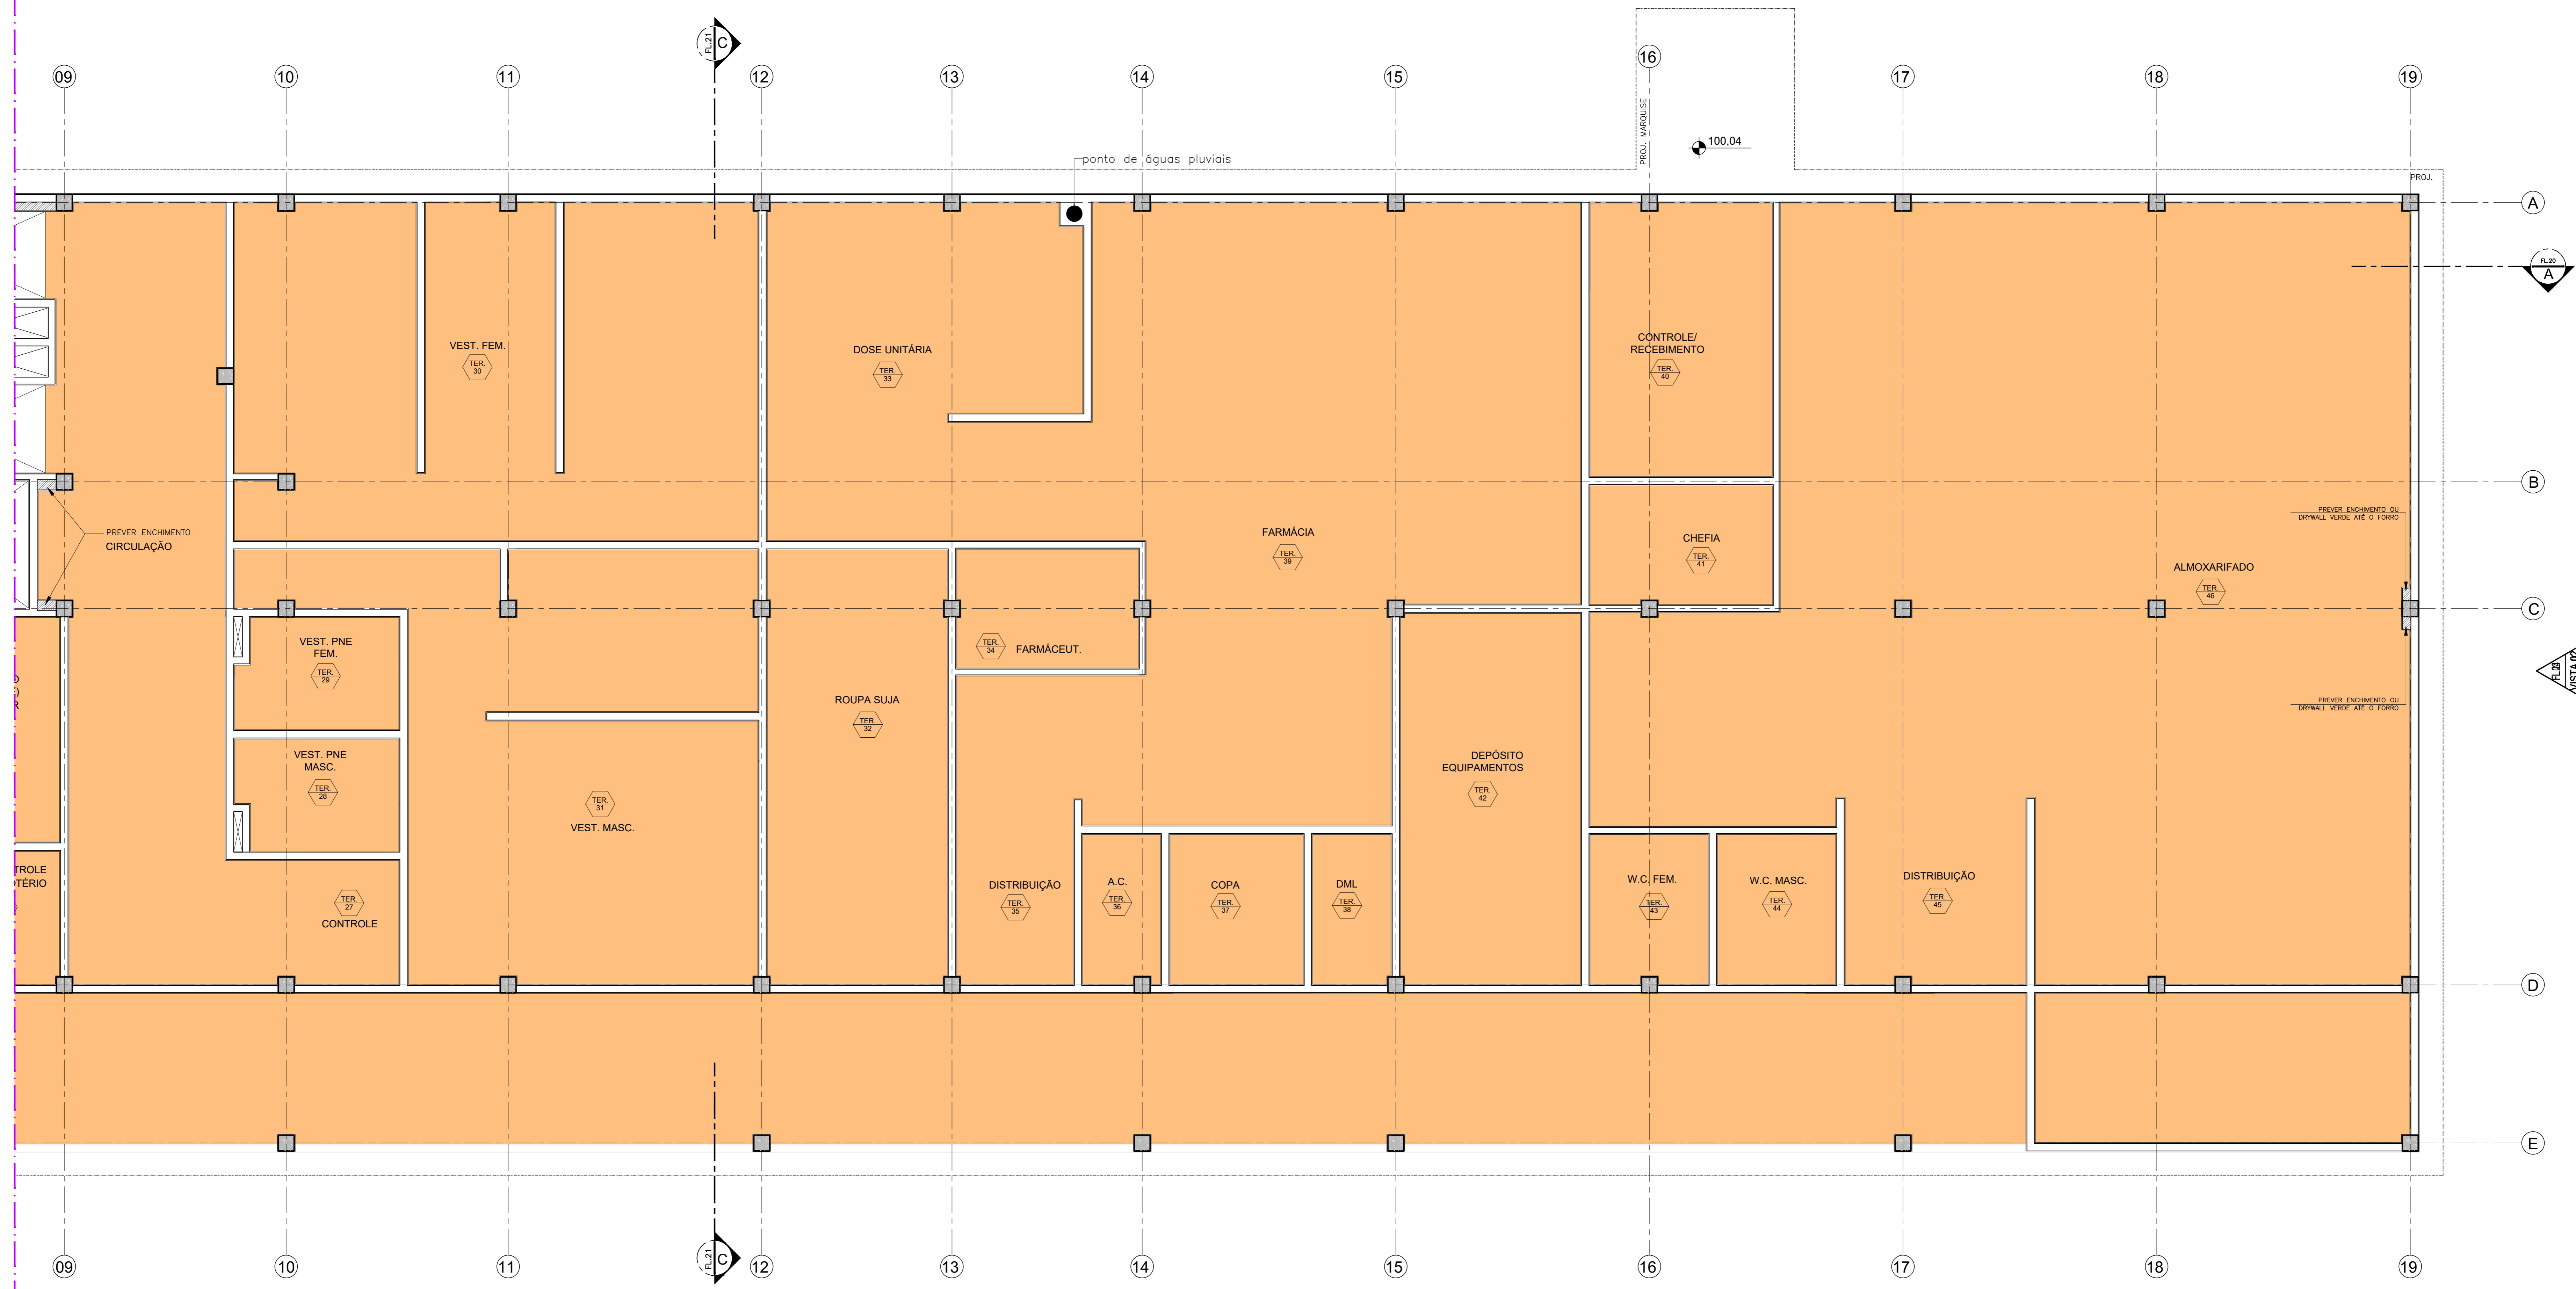 FL.21
C
09
10
11
12
13
14
15
16
17
18
19
PROJ. MARQUISE
100,04
ponto de águas pluviais
PROJ.
A
FL.20
A
VEST. FEM.
TER.
30
DOSE UNITÁRIA
TER.
33
CONTROLE/
RECEBIMENTO
TER.
40
B
PREVER ENCHIMENTO
CIRCULAÇÃO
FARMÁCIA
TER.
39
CHEFIA
TER.
41
PREVER ENCHIMENTO OU
DRYWALL VERDE ATÉ O FORRO
ALMOXARIFADO
TER.
46
C
VEST. PNE
FEM.
TER.
29
TER.
34
FARMÁCEUT.
VISTA 02
ROUPA SUJA
TER.
32
PREVER ENCHIMENTO OU
DRYWALL VERDE ATÉ O FORRO
VEST. PNE
MASC.
TER.
28
TER.
31
VEST. MASC.
DEPÓSITO
EQUIPAMENTOS
TER.
42
TROLE
TÉRIO
TER.
27
CONTROLE
DISTRIBUIÇÃO
TER.
35
A.C.
TER.
36
COPA
TER.
37
DML
TER.
38
W.C. FEM.
TER.
43
W.C. MASC.
TER.
44
DISTRIBUIÇÃO
TER.
45
D
E
FL.21
C
09
10
11
12
13
14
15
16
17
18
19